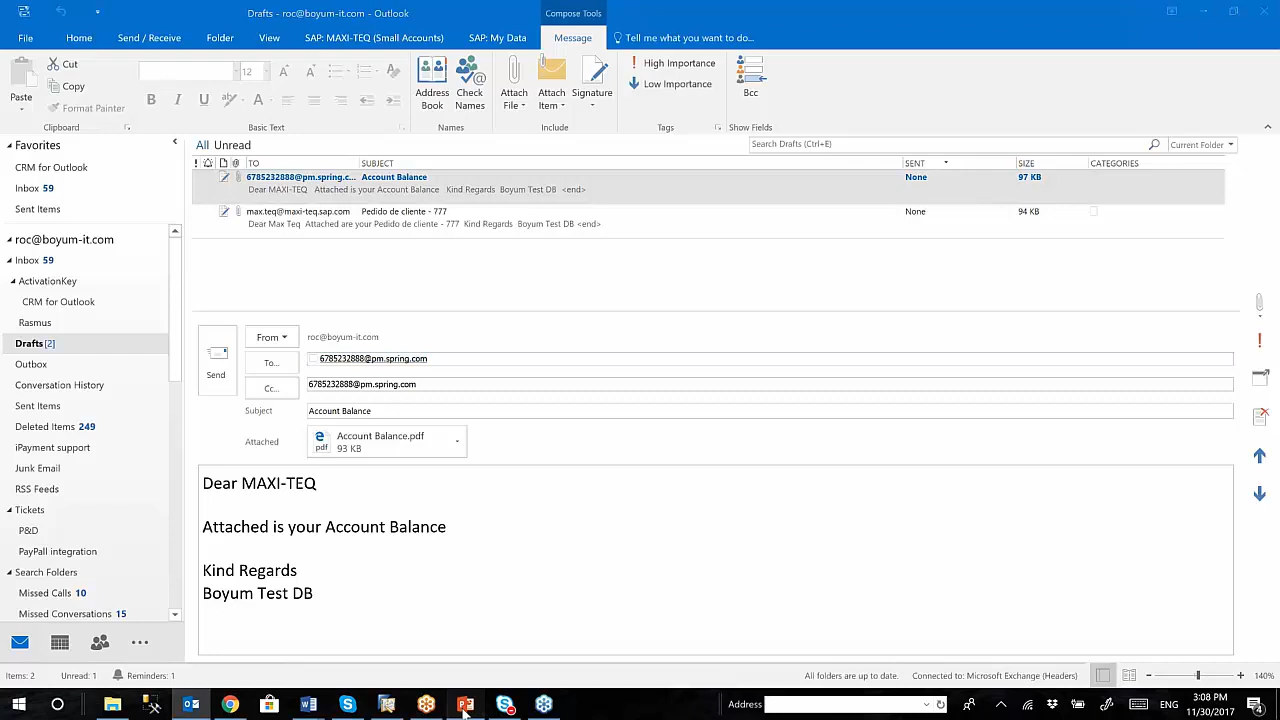 Drafts - roc@boyum-it.com - Outlook
Compose Tools
File Home Send / Receive Folder View SAP: MAXI-TEQ (Small Accounts) SAP: My Data Message Tell me what you want to do...
Paste
Cut
Copy
Format Painter
12
B I U A
Address Book
Check Names
Attach File
Attach Item
Signature
High Importance
Low Importance
Bcc
Clipboard Basic Text Names Include Tags Show Fields
Favorites
CRM for Outlook
Inbox 59
Sent Items
roc@boyum-it.com
Inbox 59
ActivationKey
CRM for Outlook
Rasmus
Drafts [2]
Outbox
Conversation History
Sent Items
Deleted Items 249
iPayment support
Junk Email
RSS Feeds
Tickets
P&D
PayPall integration
Search Folders
Missed Calls 10
Missed Conversations 15
All Unread
Search Drafts (Ctrl+E)
Current Folder
! TO SUBJECT SENT SIZE CATEGORIES
6785232888@pm.spring.c... Account Balance None 97 KB
Dear MAXI-TEQ Attached is your Account Balance Kind Regards Boyum Test DB <end>
max.teq@maxi-teq.sap.com Pedido de cliente - 777 None 94 KB
Dear Max Teq Attached are your Pedido de cliente - 777 Kind Regards Boyum Test DB <end>
Send
From roc@boyum-it.com
To... 6785232888@pm.spring.com
Cc... 6785232888@pm.spring.com
Subject Account Balance
Attached
pdf
Account Balance.pdf
93 KB
Dear MAXI-TEQ
Attached is your Account Balance
Kind Regards
Boyum Test DB
Items: 2 Unread: 1 Reminders: 1 All folders are up to date. Connected to: Microsoft Exchange (Headers) 140%
Address
3:08 PM
11/30/2017